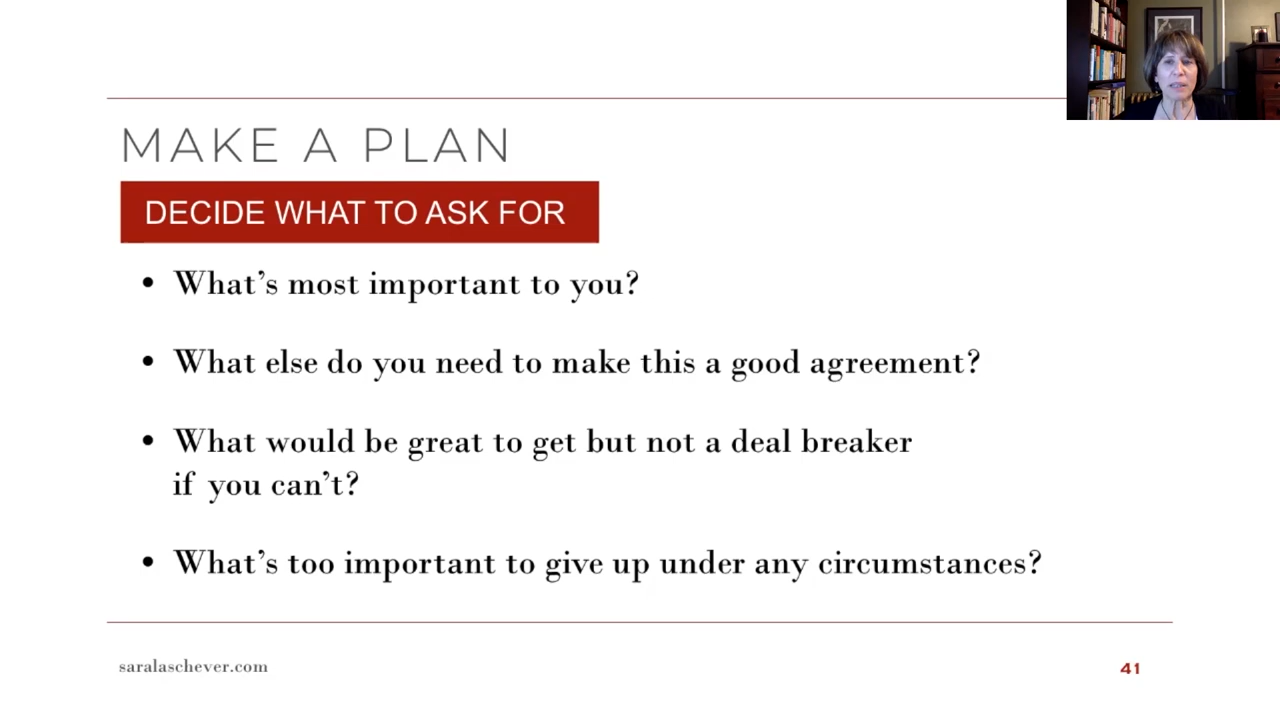 MAKE A PLAN
DECIDE WHAT TO ASK FOR
• What’s most important to you?
• What else do you need to make this a good agreement?
• What would be great to get but not a deal breaker
if you can’t?
• What’s too important to give up under any circumstances?
saralaschever.com
41